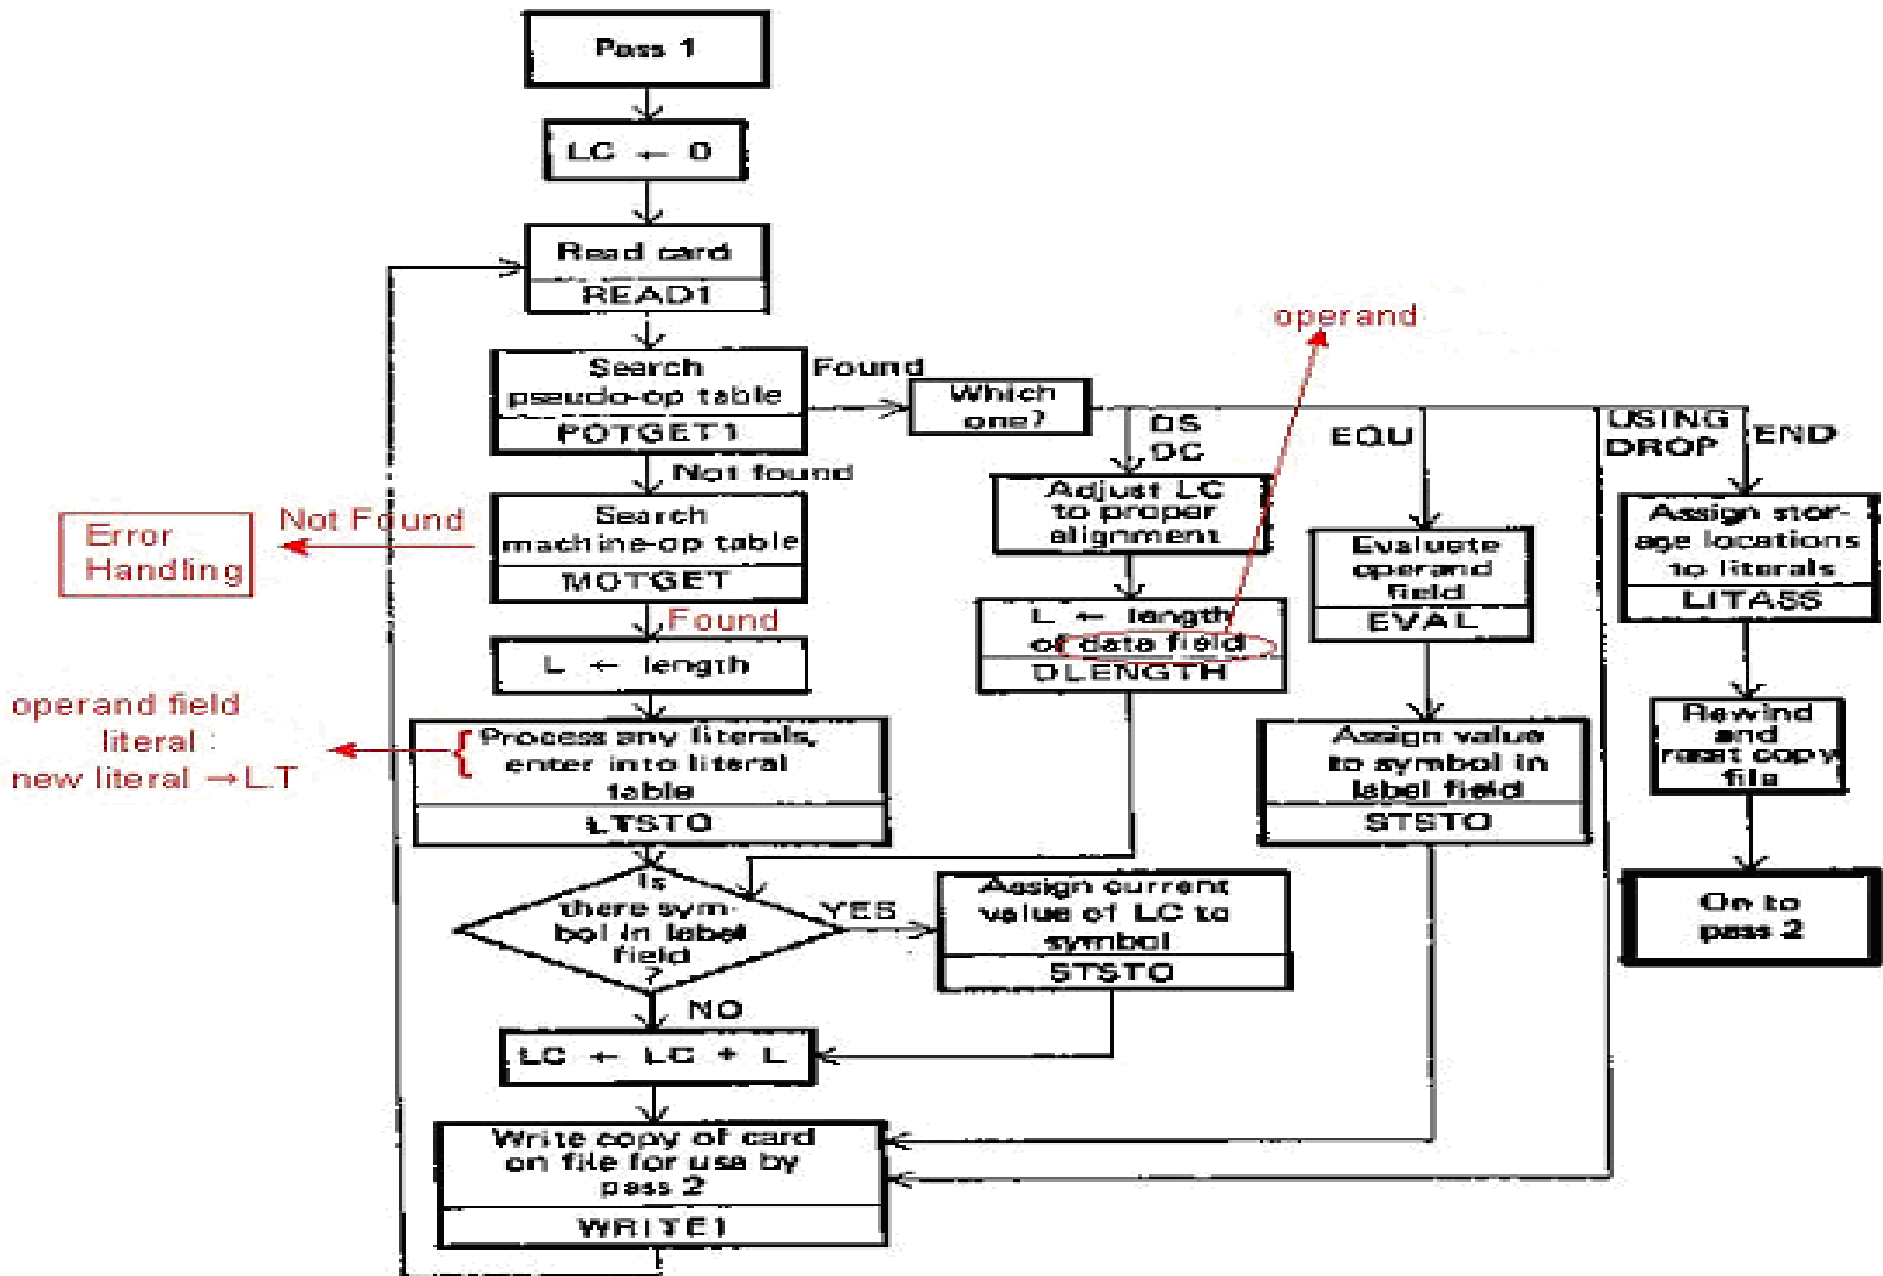 Pass 1
LC ← 0
Read card
READ1
Search
pseudo-op table
POTGET1
Found
Which
one?
Not found
Search
machine-op table
MOTGET
Not Found
Error
Handling
Found
L ← length
operand field
literal :
new literal → L.T
{
Process any literals,
enter into literal
table
LTSTO
Is
there sym-
bol in label
field
?
YES
NO
Assign current
value of LC to
symbol
STSTO
LC ← LC + L
Write copy of card
on file for use by
pass 2
WRITE1
DS
DC
Adjust LC
to proper
alignment
L ← length
of data field
DLENGTH
operand
EQU
Evaluate
operand
field
EVAL
Assign value
to symbol in
label field
STSTO
USING
DROP
END
Assign stor-
age locations
to literals
LITASS
Rewind
and
reset copy
file
On to
pass 2